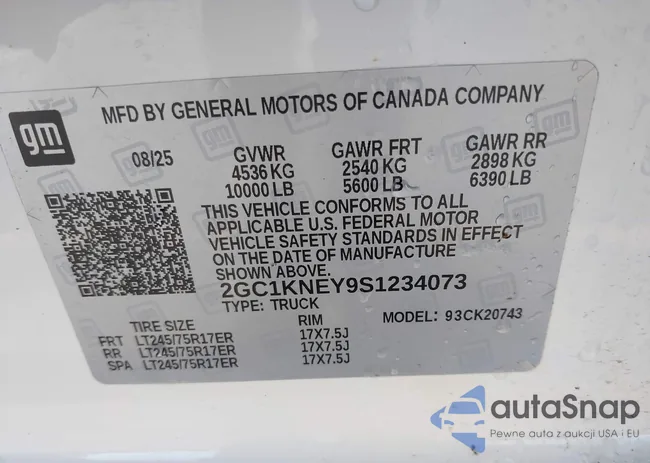 gm
MFD BY GENERAL MOTORS OF CANADA COMPANY
08/25 GVWR GAWR FRT GAWR RR
4536 KG 2540 KG 2898 KG
10000 LB 5600 LB 6390 LB
THIS VEHICLE CONFORMS TO ALL
APPLICABLE U.S. FEDERAL MOTOR
VEHICLE SAFETY STANDARDS IN EFFECT
ON THE DATE OF MANUFACTURE
SHOWN ABOVE.
2GC1KNEY9S1234073
TYPE: TRUCK MODEL: 93CK20743
TIRE SIZE RIM
FRT LT245/75R17ER 17X7.5J
RR LT245/75R17ER 17X7.5J
SPA LT245/75R17ER 17X7.5J
autaSnap
Pewne auta z aukcji USA i EU